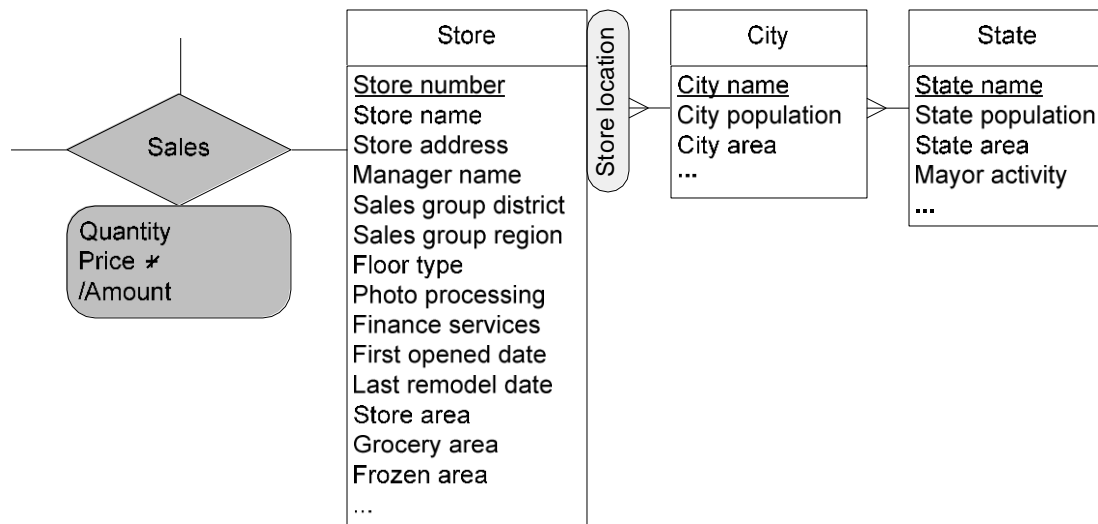 Sales
Quantity
Price ≁
/Amount
Store
Store number
Store name
Store address
Manager name
Sales group district
Sales group region
Floor type
Photo processing
Finance services
First opened date
Last remodel date
Store area
Grocery area
Frozen area
...
Store location
City
City name
City population
City area
...
State
State name
State population
State area
Mayor activity
...